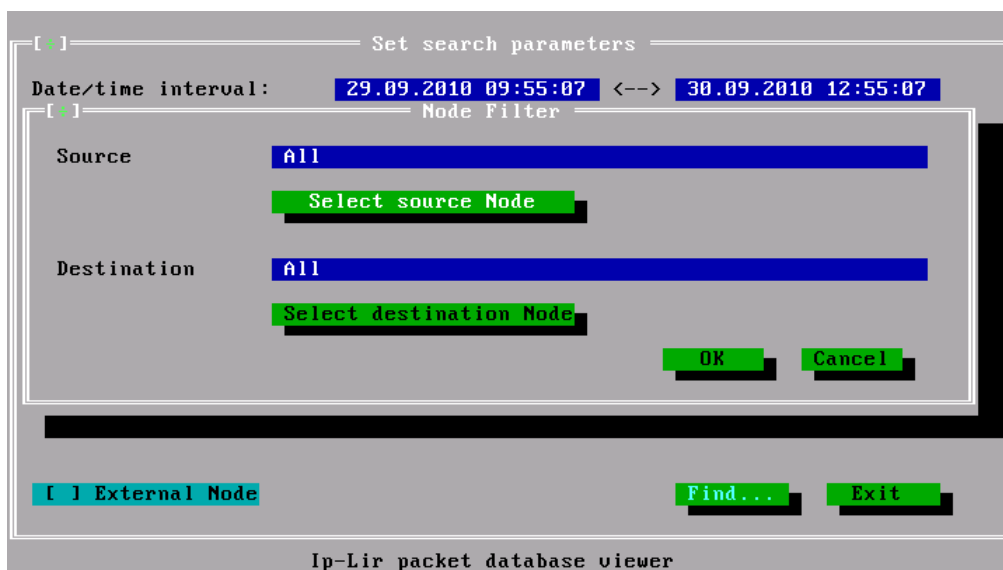 [÷] Set search parameters
Date/time interval: 29.09.2010 09:55:07 <--> 30.09.2010 12:55:07
[÷] Node Filter
Source All
Select source Node
Destination All
Select destination Node
OK Cancel
[ ] External Node Find... Exit
Ip-Lir packet database viewer